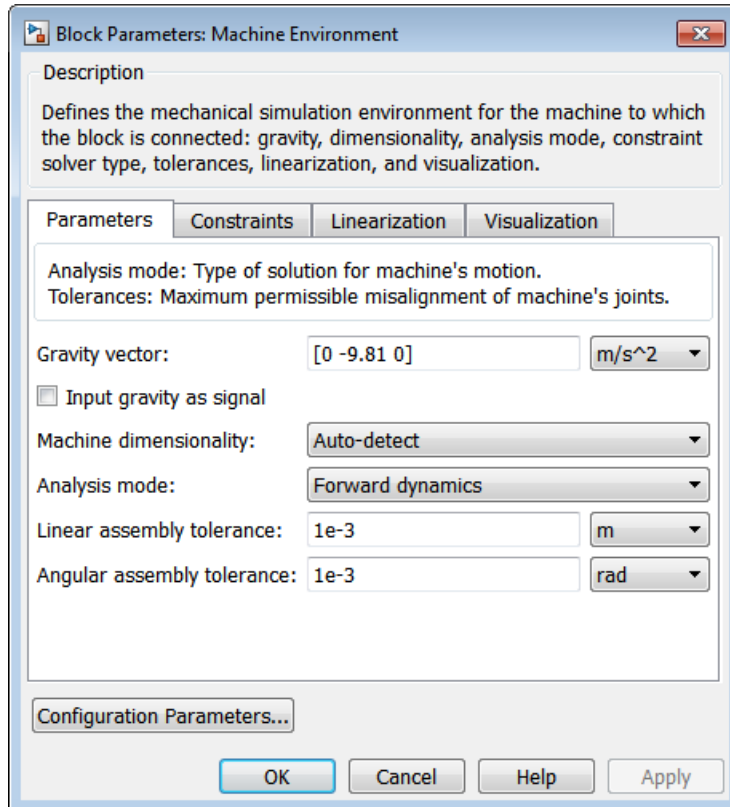 Block Parameters: Machine Environment
Description
Defines the mechanical simulation environment for the machine to which
the block is connected: gravity, dimensionality, analysis mode, constraint
solver type, tolerances, linearization, and visualization.
Parameters Constraints Linearization Visualization
Analysis mode: Type of solution for machine's motion.
Tolerances: Maximum permissible misalignment of machine's joints.
Gravity vector: [0 -9.81 0] m/s^2
Input gravity as signal
Machine dimensionality: Auto-detect
Analysis mode: Forward dynamics
Linear assembly tolerance: 1e-3 m
Angular assembly tolerance: 1e-3 rad
Configuration Parameters...
OK Cancel Help Apply